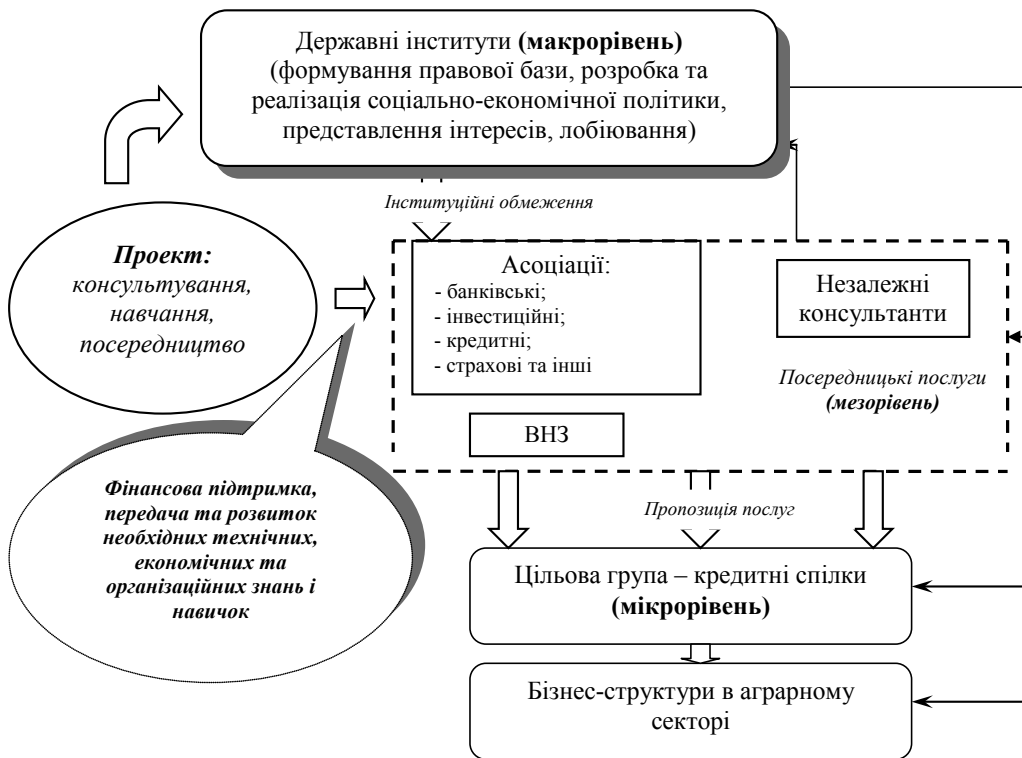 Державні інститути (макрорівень)
(формування правової бази, розробка та
реалізація соціально-економічної політики,
представлення інтересів, лобіювання)
Інституційні обмеження
Проект:
консультування,
навчання,
посередництво
Асоціації:
- банківські;
- інвестиційні;
- кредитні;
- страхові та інші
Незалежні
консультанти
Посередницькі послуги
(мезорівень)
ВНЗ
Фінансова підтримка,
передача та розвиток
необхідних технічних,
економічних та
організаційних знань і
навичок
Пропозиція послуг
Цільова група – кредитні спілки
(мікрорівень)
Бізнес-структури в аграрному
секторі